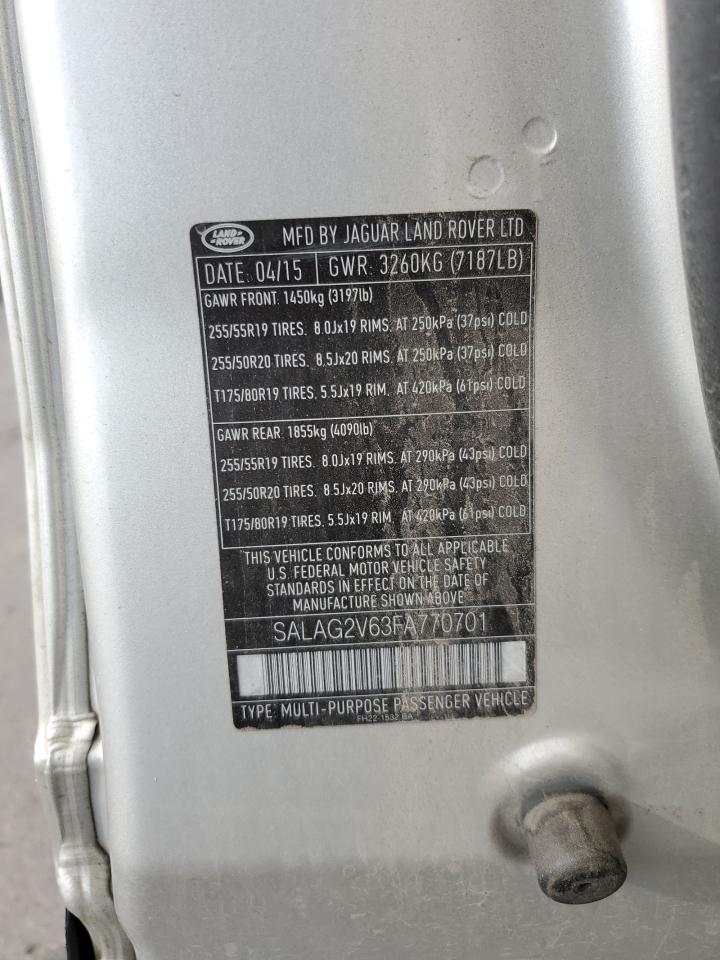 LAND ROVER
MFD BY JAGUAR LAND ROVER LTD
DATE: 04/15 GWR: 3260KG (7187LB)
GAWR FRONT: 1450kg (3197lb)
255/55R19 TIRES. 8.0Jx19 RIMS. AT 250kPa (37psi) COLD
255/50R20 TIRES. 8.5Jx20 RIMS. AT 250kPa (37psi) COLD
T175/80R19 TIRES. 5.5Jx19 RIM. AT 420kPa (61psi) COLD
GAWR REAR: 1855kg (4090lb)
255/55R19 TIRES. 8.0Jx19 RIMS. AT 290kPa (43psi) COLD
255/50R20 TIRES. 8.5Jx20 RIMS. AT 290kPa (43psi) COLD
T175/80R19 TIRES. 5.5Jx19 RIM. AT 420kPa (61psi) COLD
THIS VEHICLE CONFORMS TO ALL APPLICABLE
U.S. FEDERAL MOTOR VEHICLE SAFETY
STANDARDS IN EFFECT ON THE DATE OF
MANUFACTURE SHOWN ABOVE
SALAG2V63FA770701
TYPE: MULTI-PURPOSE PASSENGER VEHICLE
FH22-1532-BA